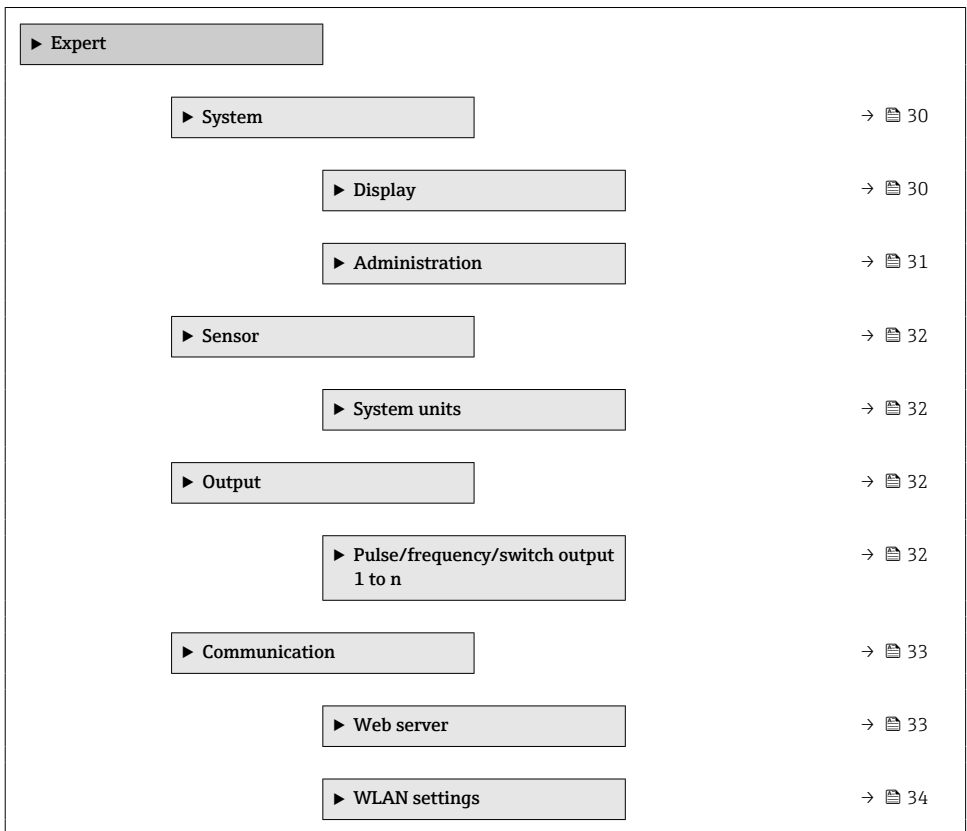 ► Expert
► System → 30
► Display → 30
► Administration → 31
► Sensor → 32
► System units → 32
► Output → 32
► Pulse/frequency/switch output → 32
1 to n
► Communication → 33
► Web server → 33
► WLAN settings → 34